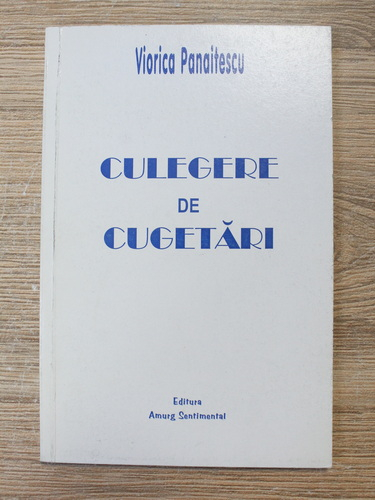 Viorica Panaitescu
CULEGERE
DE
CUGETĂRI
Editura
Amurg Sentimental